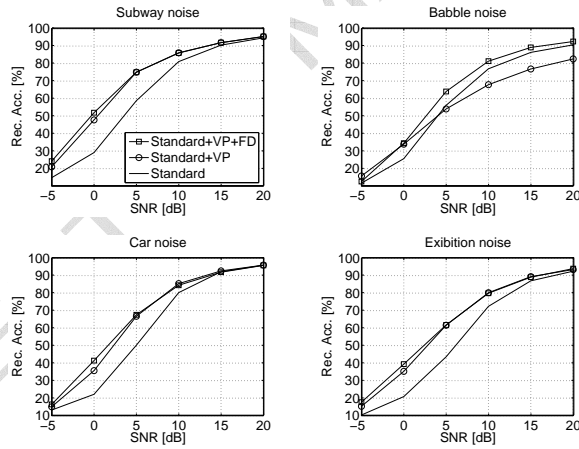 Subway noise
100
90
80
70
60
50
40
30
20
10
Rec. Acc. [%]
−5 0 5 10 15 20
SNR [dB]
Standard+VP+FD
Standard+VP
Standard
Babble noise
100
90
80
70
60
50
40
30
20
10
Rec. Acc. [%]
−5 0 5 10 15 20
SNR [dB]
Car noise
100
90
80
70
60
50
40
30
20
10
Rec. Acc. [%]
−5 0 5 10 15 20
SNR [dB]
Exibition noise
100
90
80
70
60
50
40
30
20
10
Rec. Acc. [%]
−5 0 5 10 15 20
SNR [dB]